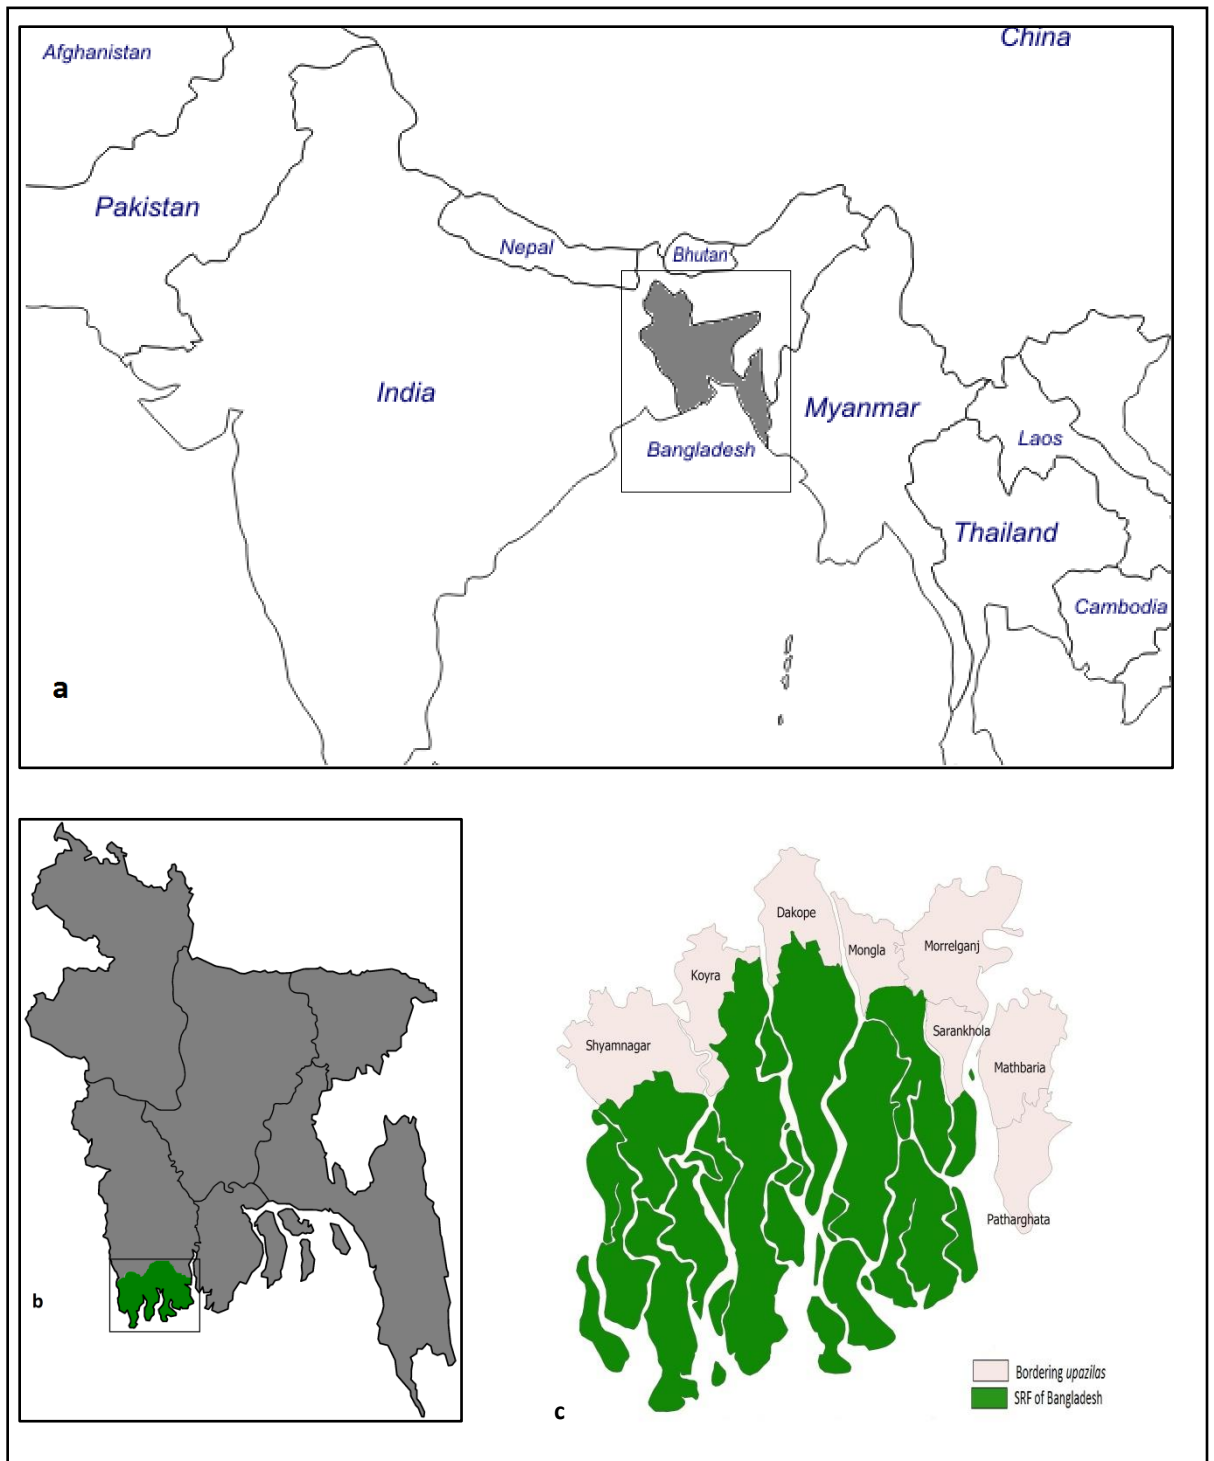 Afghanistan
China
Pakistan
Nepal
Bhutan
India
Myanmar
Bangladesh
Laos
Thailand
Cambodia
a
b
Dakope
Mongla
Morrelganj
Koyra
Sarankhola
Shyamnagar
Mathbaria
Patharghata
Bordering upazilas
SRF of Bangladesh
c